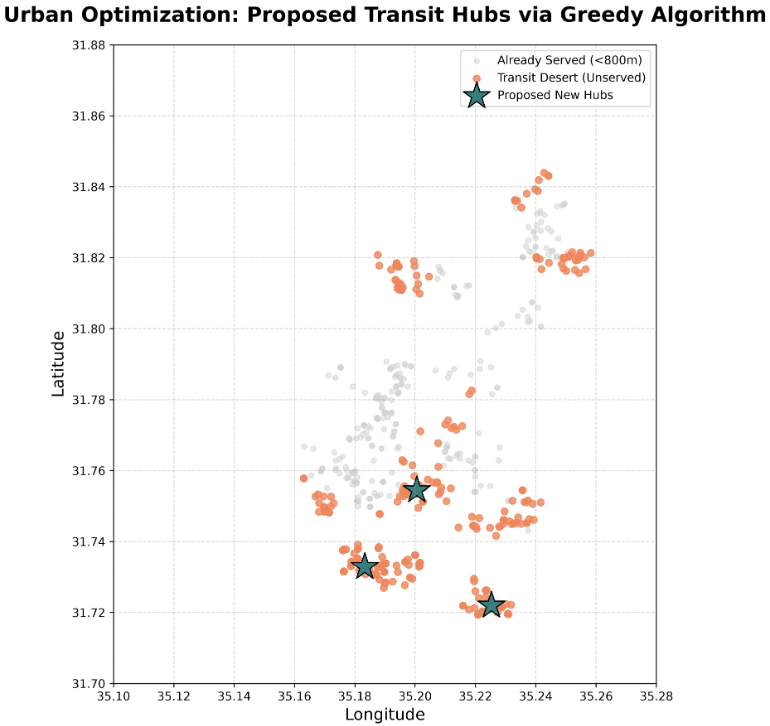 Urban Optimization: Proposed Transit Hubs via Greedy Algorithm
Already Served (<800m)
Transit Desert (Unserved)
Proposed New Hubs
Latitude
31.88
31.86
31.84
31.82
31.80
31.78
31.76
31.74
31.72
31.70
35.10 35.12 35.14 35.16 35.18 35.20 35.22 35.24 35.26 35.28
Longitude